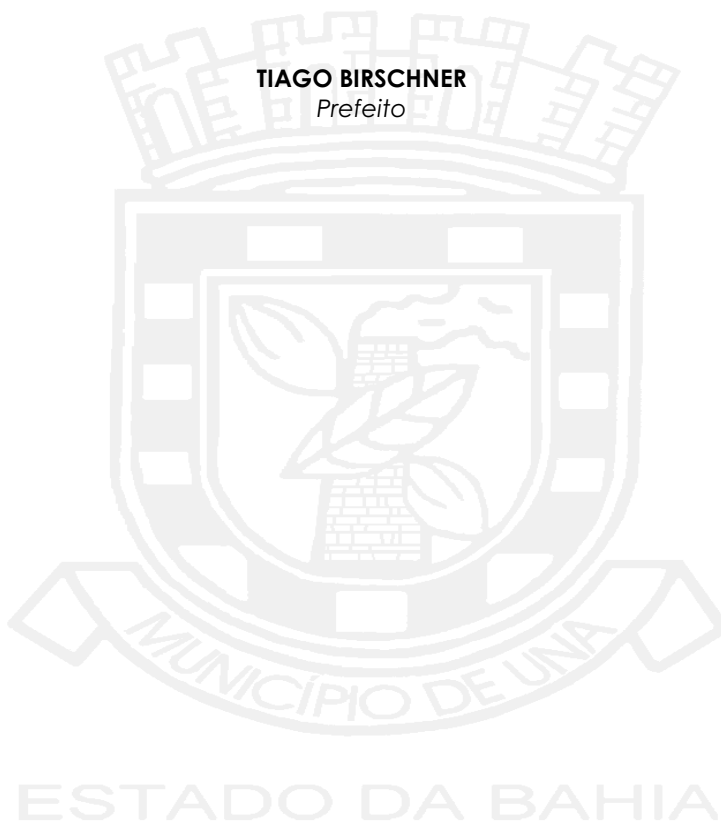 TIAGO BIRSCHNER
Prefeito
MUNICÍPIO DE UNA
ESTADO DA BAHIA